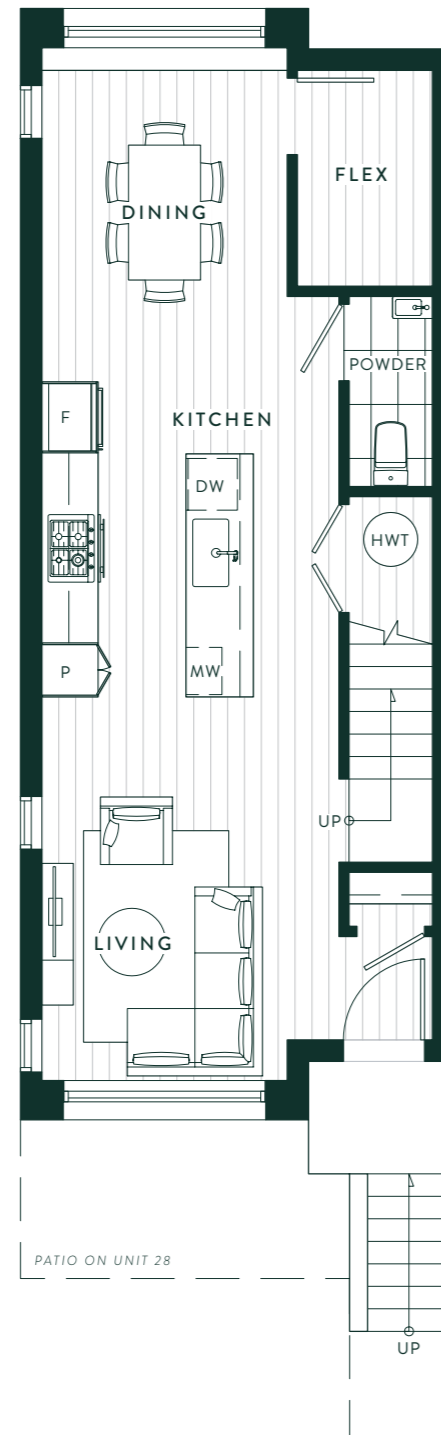 FLEX
DINING
POWDER
F
KITCHEN
DW
HWT
P
MW
UP
LIVING
PATIO ON UNIT 28
UP